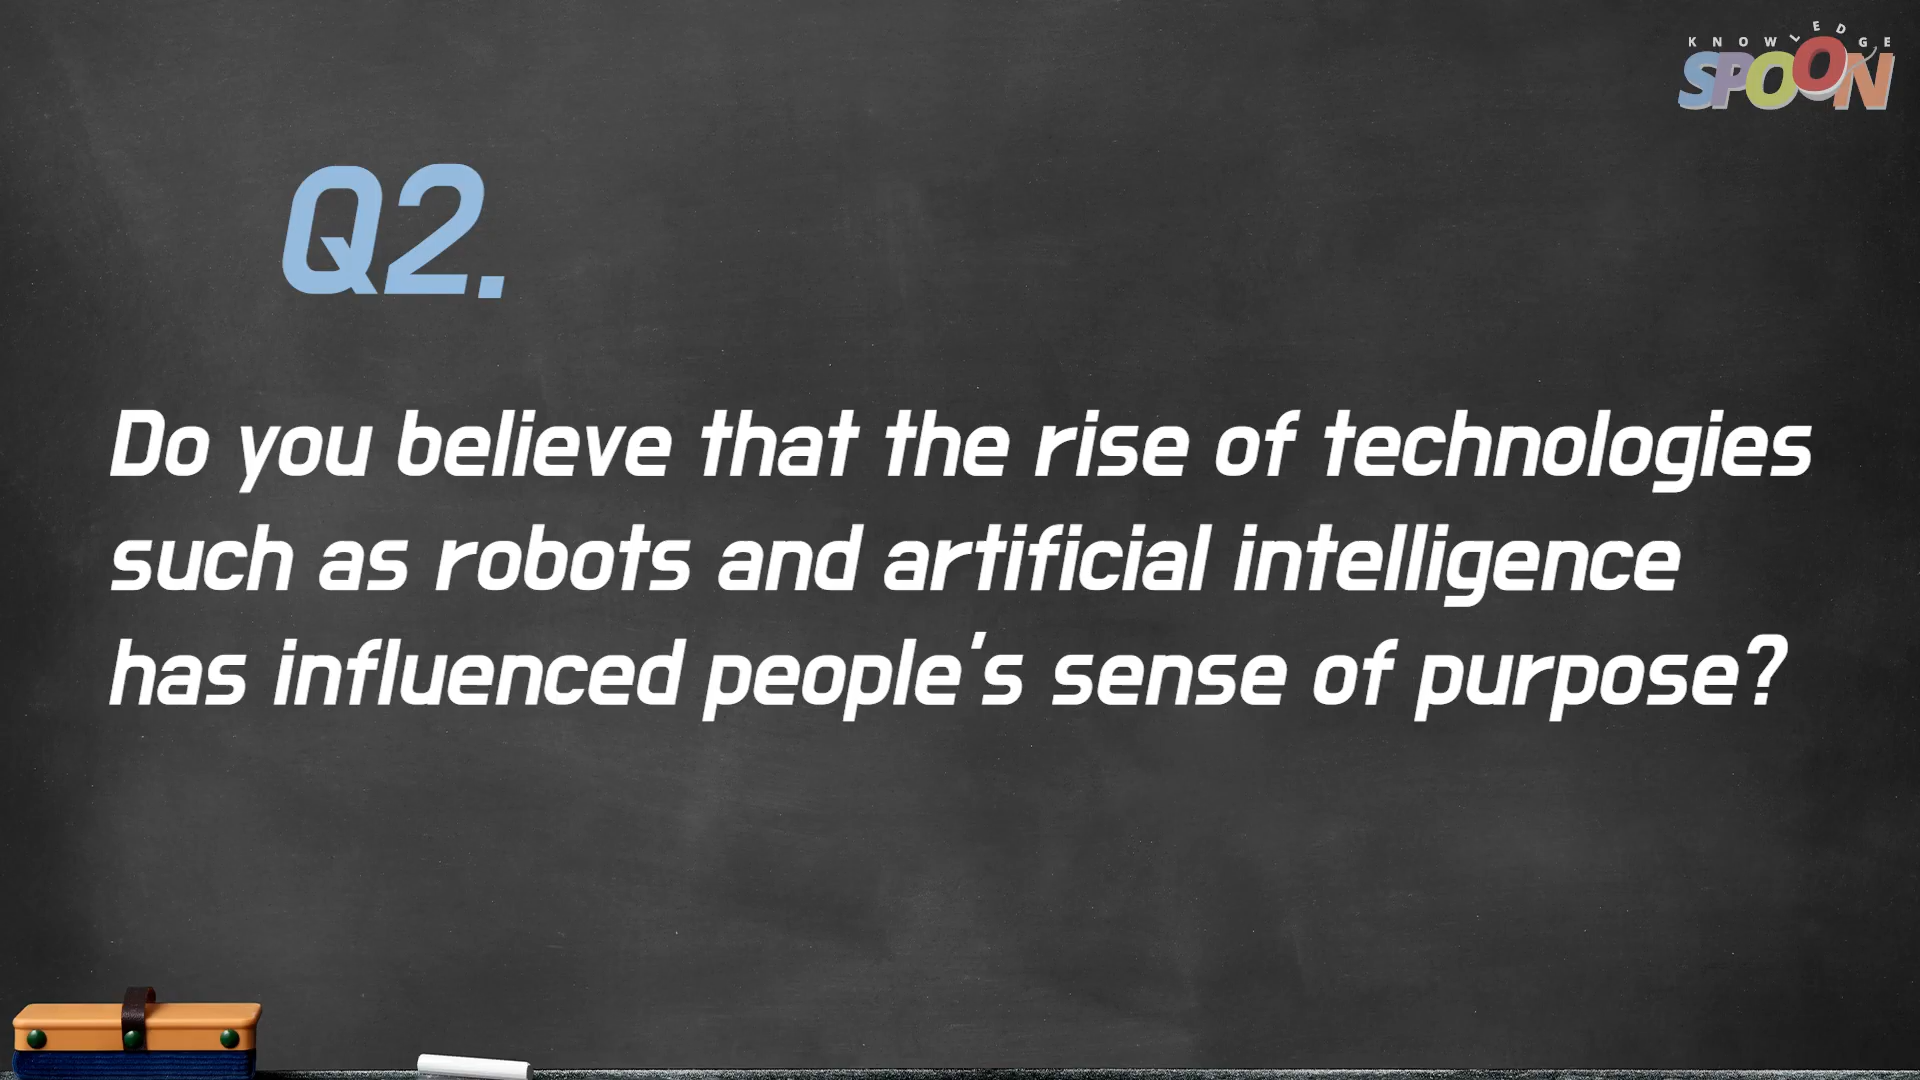 KNOWLEDGE
SPOON
Q2.
Do you believe that the rise of technologies
such as robots and artificial intelligence
has influenced people's sense of purpose?